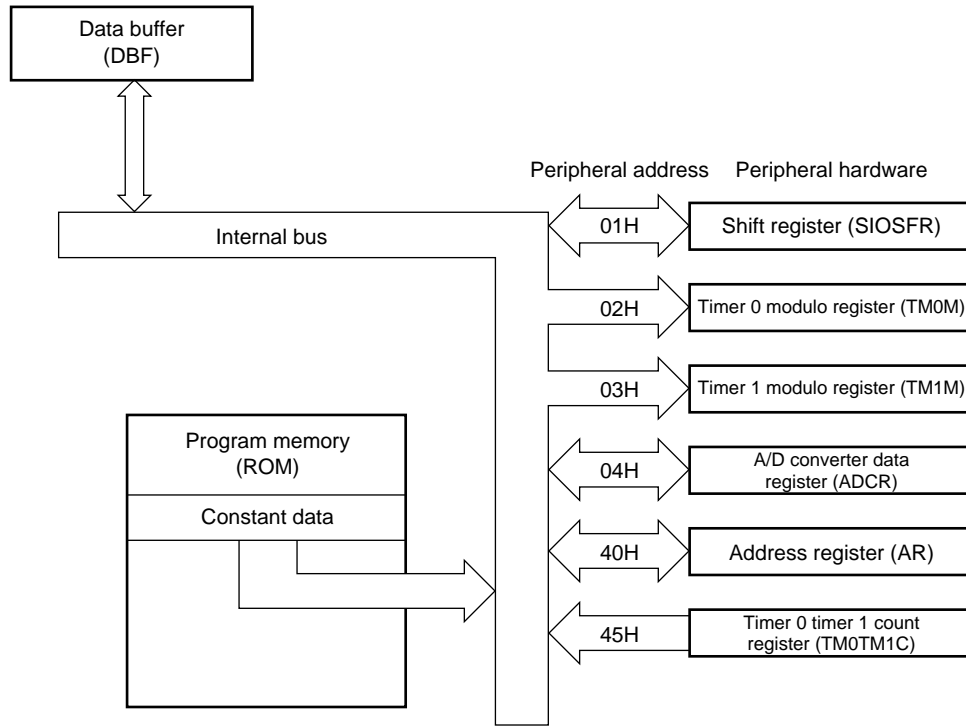 Data buffer
(DBF)
Peripheral address
Peripheral hardware
Internal bus
01H
Shift register (SIOSFR)
02H
Timer 0 modulo register (TM0M)
03H
Timer 1 modulo register (TM1M)
Program memory
(ROM)
Constant data
04H
A/D converter data
register (ADCR)
40H
Address register (AR)
45H
Timer 0 timer 1 count
register (TM0TM1C)